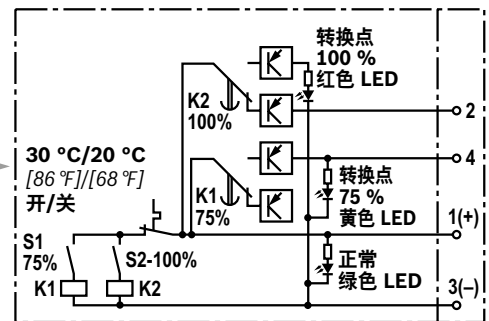 转换点
100 %
红色 LED
K2
100%
2
30 °C/20 °C
[86 °F]/[68 °F]
开/关
4
转换点
75 %
黄色 LED
K1
75%
1(+)
S1
75%
S2-100%
正常
绿色 LED
K1
K2
3(–)